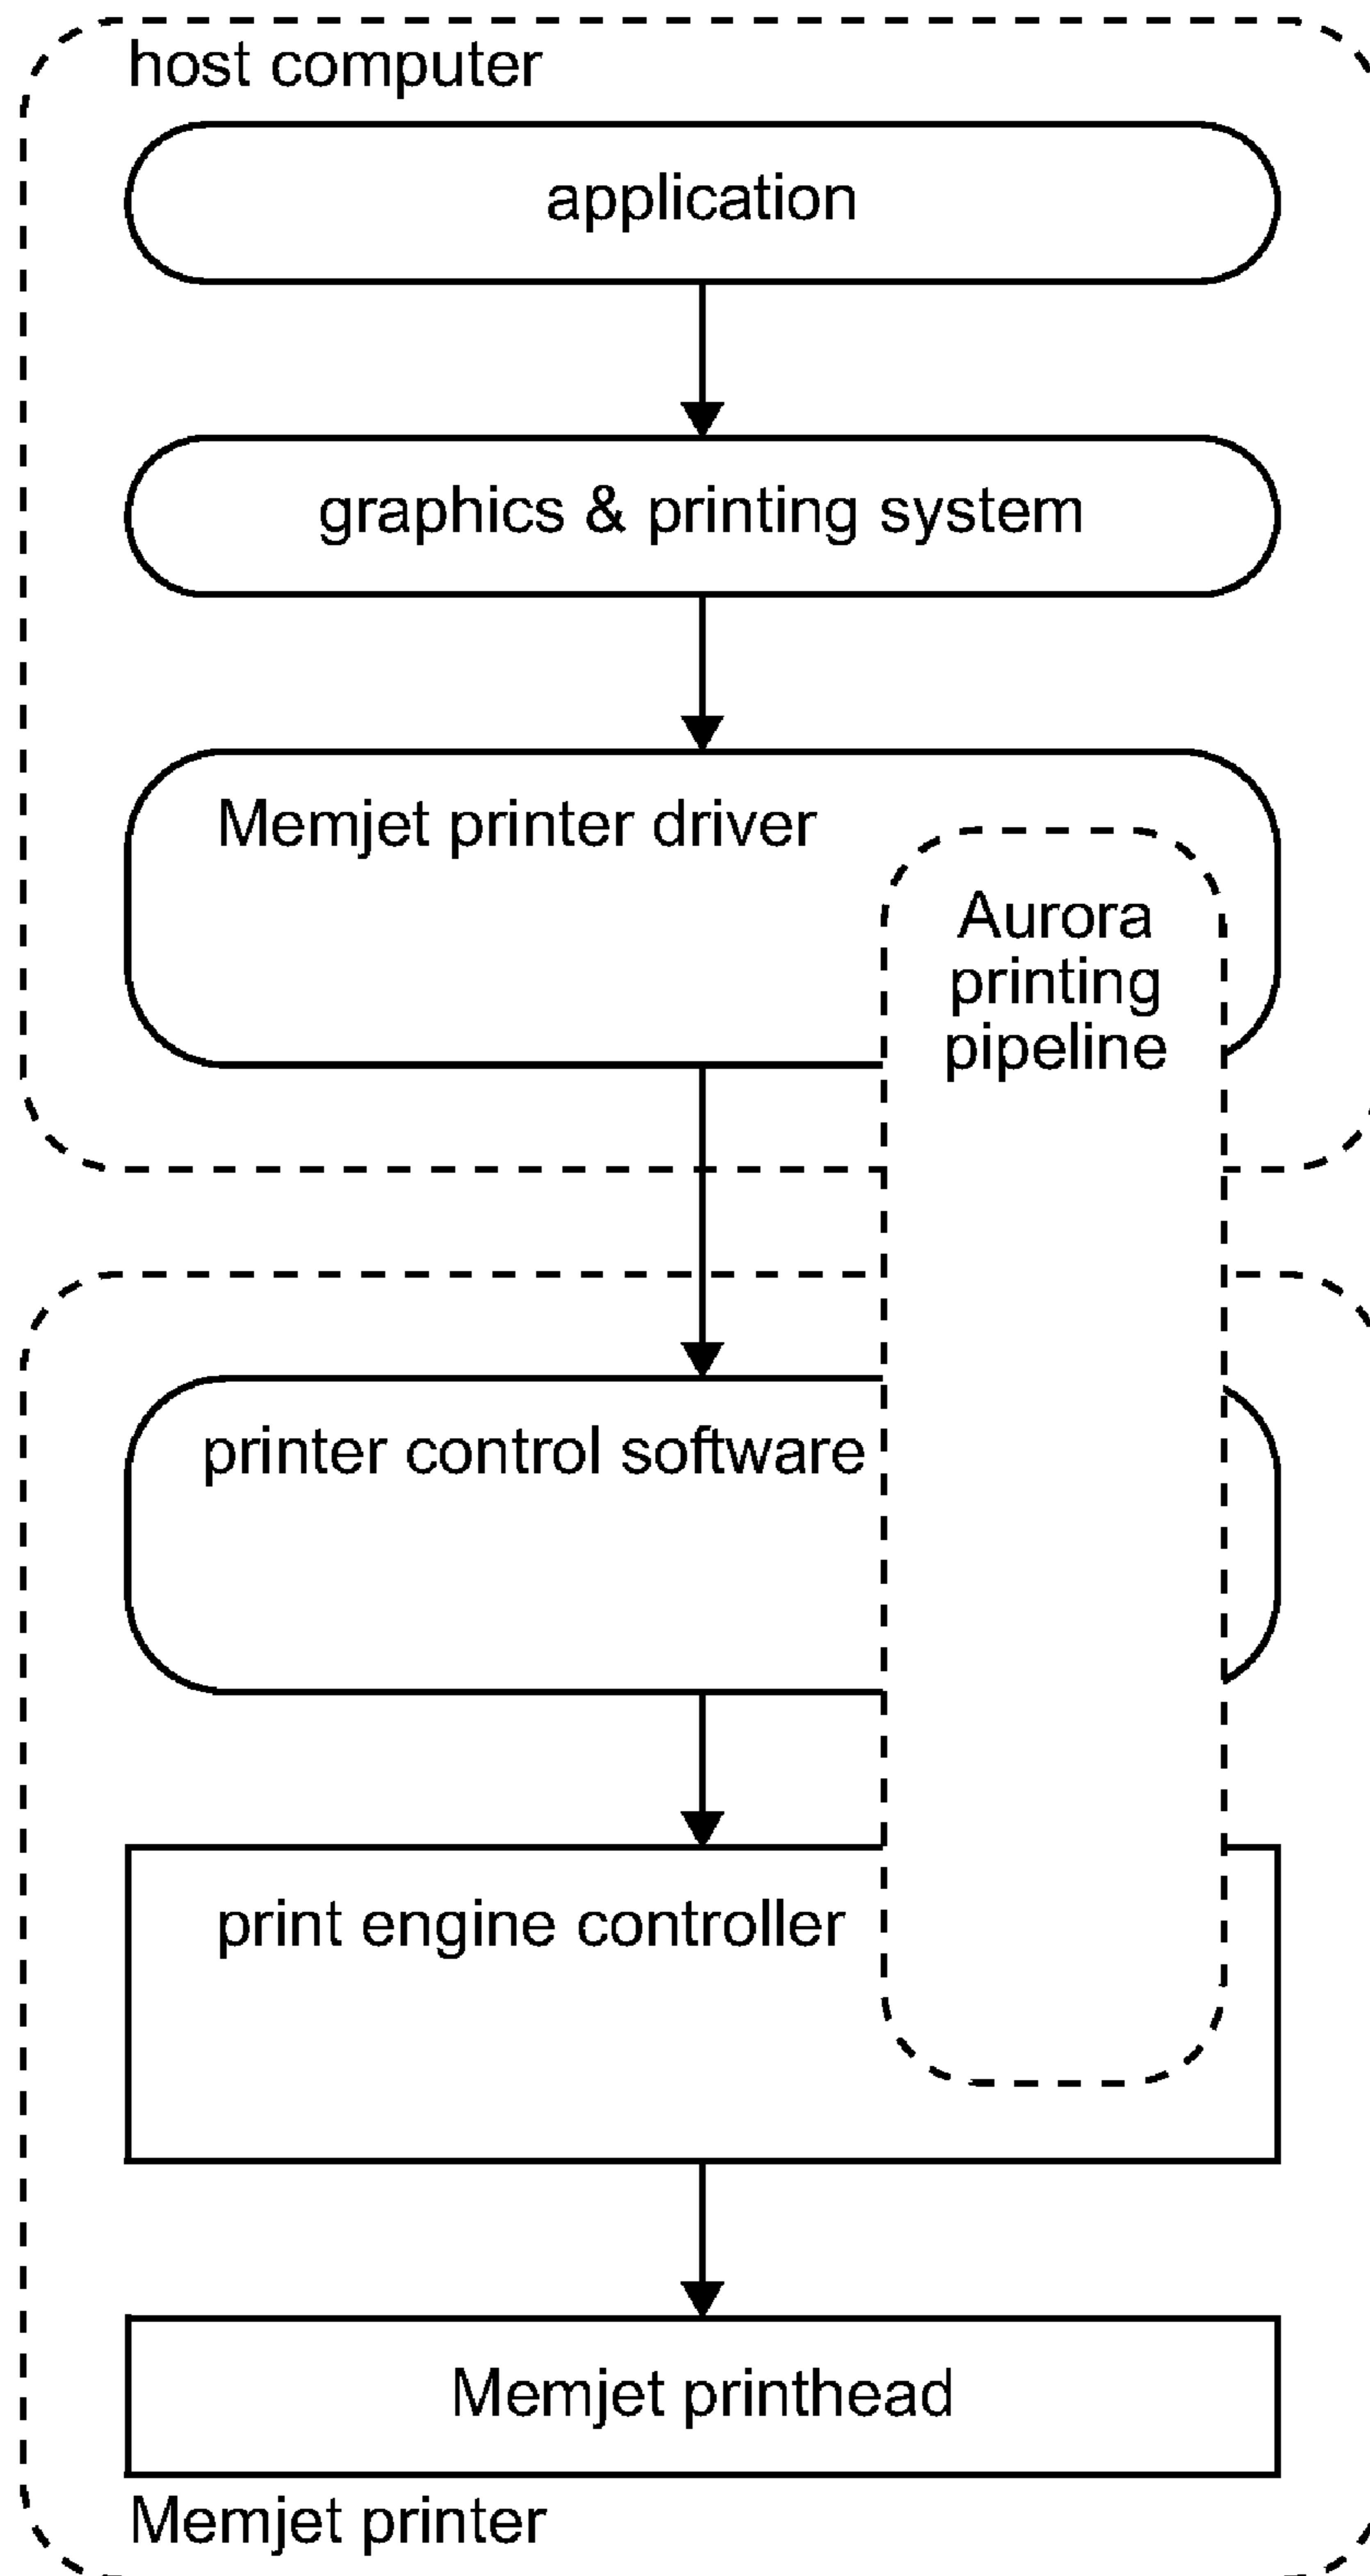 host computer
application
graphics & printing system
Memjet printer driver
Aurora
printing
pipeline
printer control software
print engine controller
Memjet printhead
Memjet printer